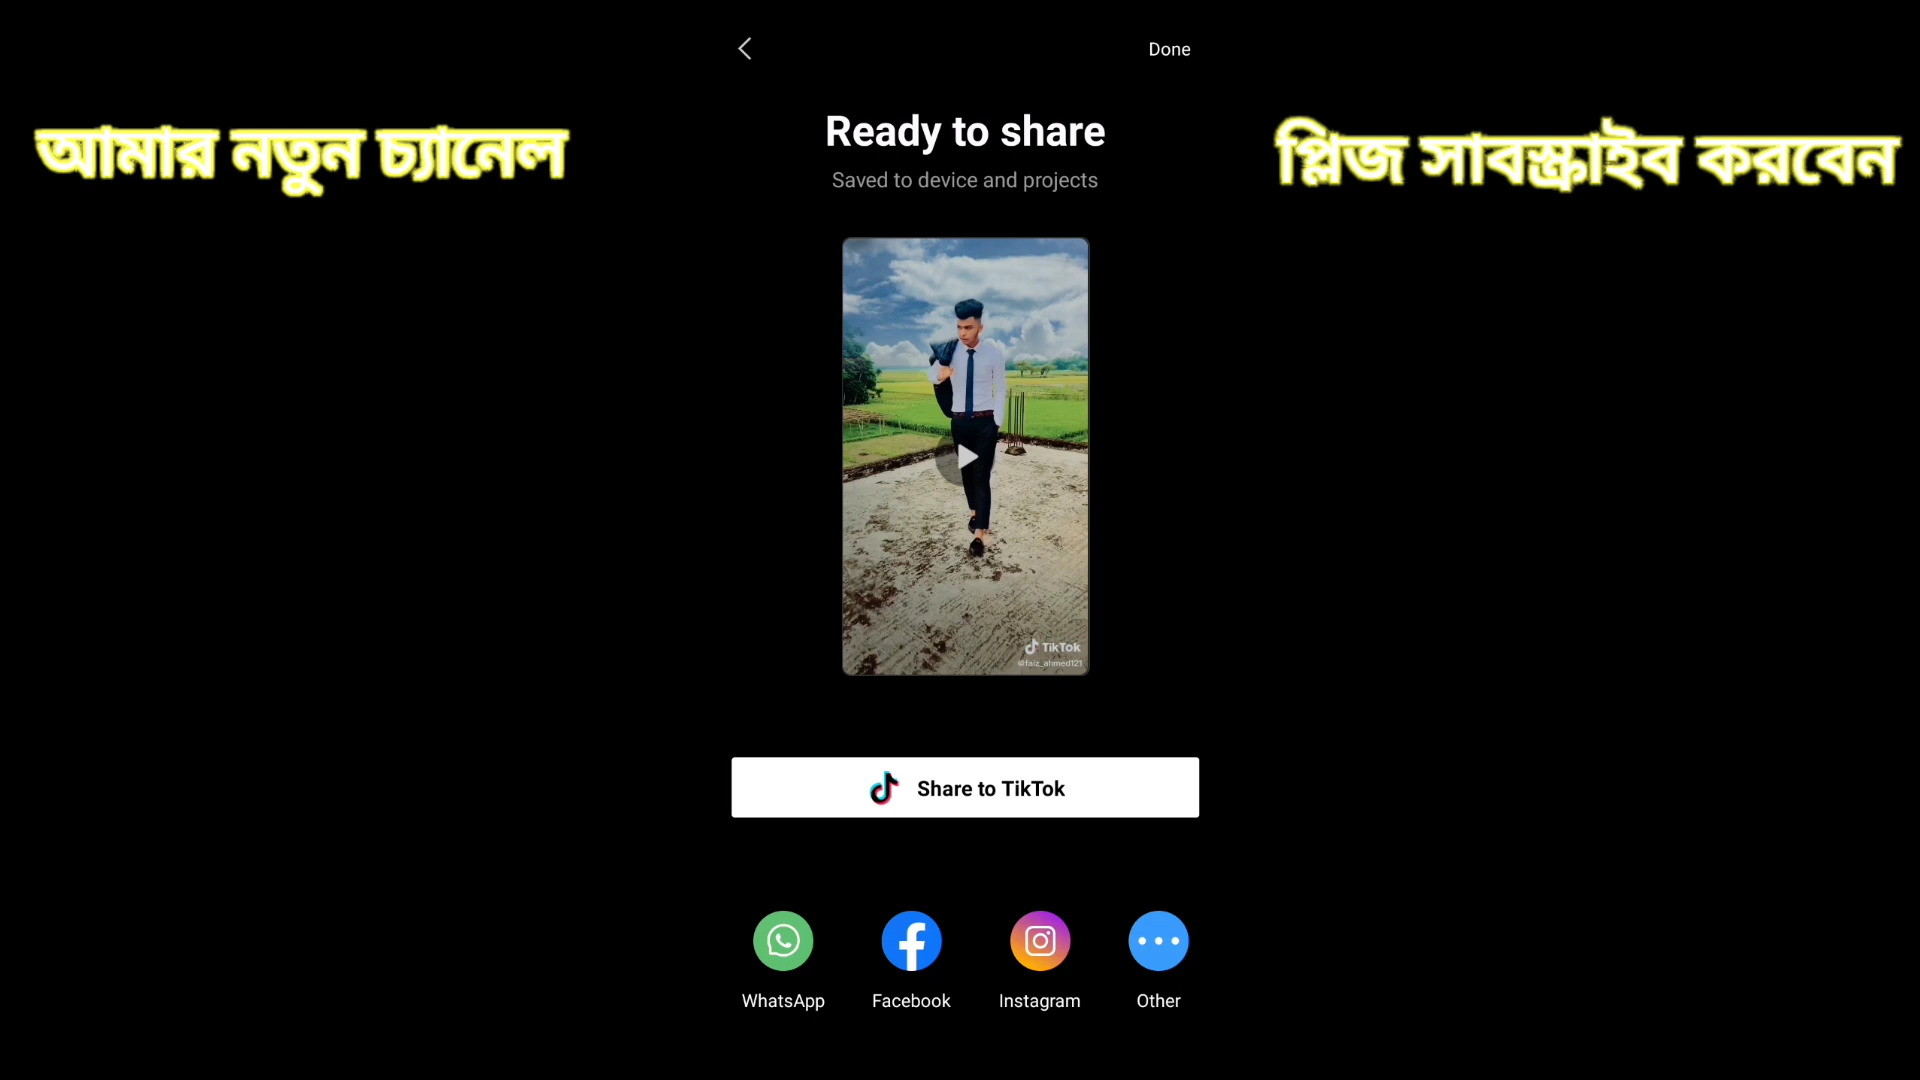 Done
আমার নতুন চ্যানেল
Ready to share
প্লিজ সাবস্ক্রাইব করবেন
Saved to device and projects
TikTok
@faiz_ahmed121
Share to TikTok
WhatsApp Facebook Instagram Other